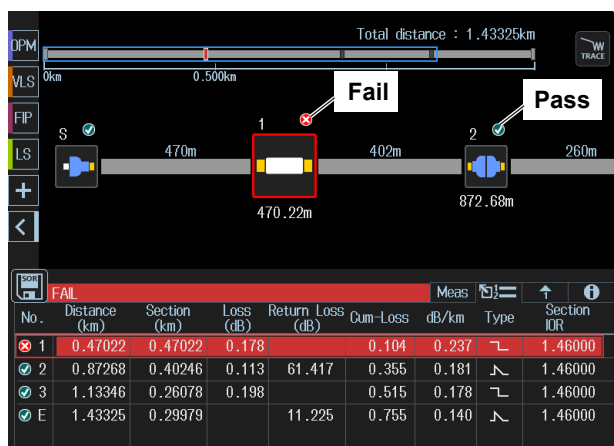 Total distance : 1.43325km
OPM
W
TRACE
VLS
0km 0.500km
Fail
Pass
FIP
S 1 2
LS
470m 402m 260m
+
470.22m 872.68m
<
SOR
FAIL Meas
No. Distance (km) Section (km) Loss (dB) Return Loss (dB) Cum-Loss dB/km Type Section IOR
1 0.47022 0.47022 0.178 0.104 0.237 1.46000
2 0.87268 0.40246 0.113 61.417 0.355 0.181 1.46000
3 1.13346 0.26078 0.198 0.515 0.178 1.46000
E 1.43325 0.29979 11.225 0.755 0.140 1.46000